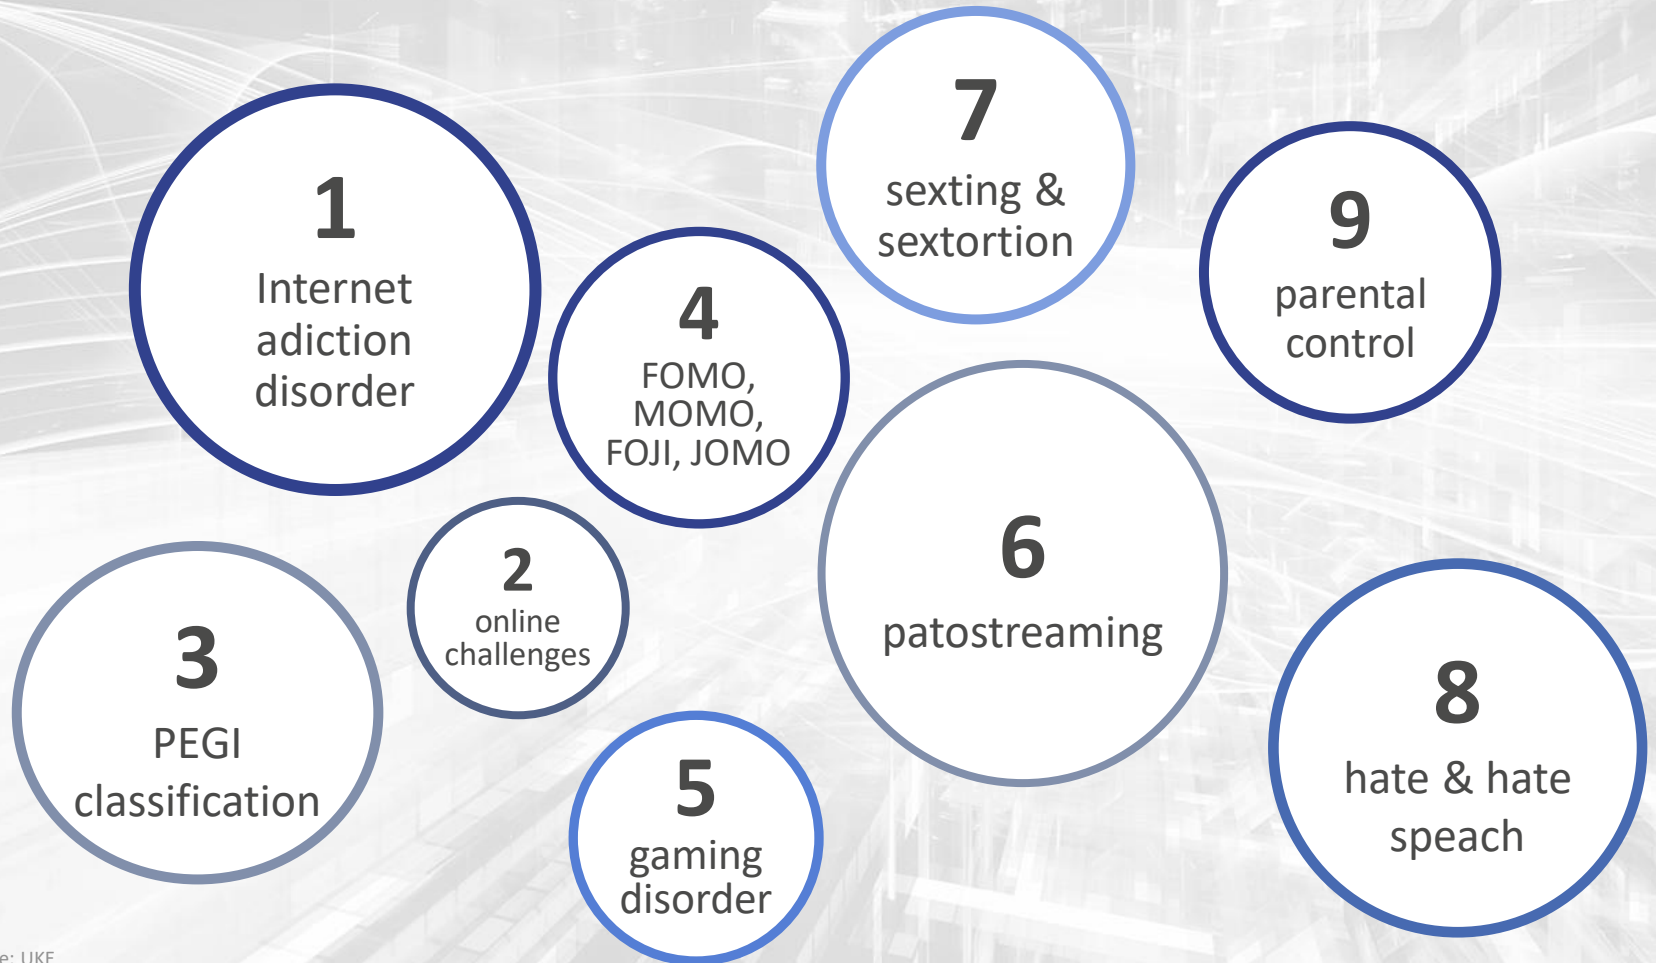 1
Internet
adiction
disorder
2
online
challenges
3
PEGI
classification
4
FOMO,
MOMO,
FOJI, JOMO
5
gaming
disorder
6
patostreaming
7
sexting &
sextortion
8
hate & hate
speach
9
parental
control
e: UKE